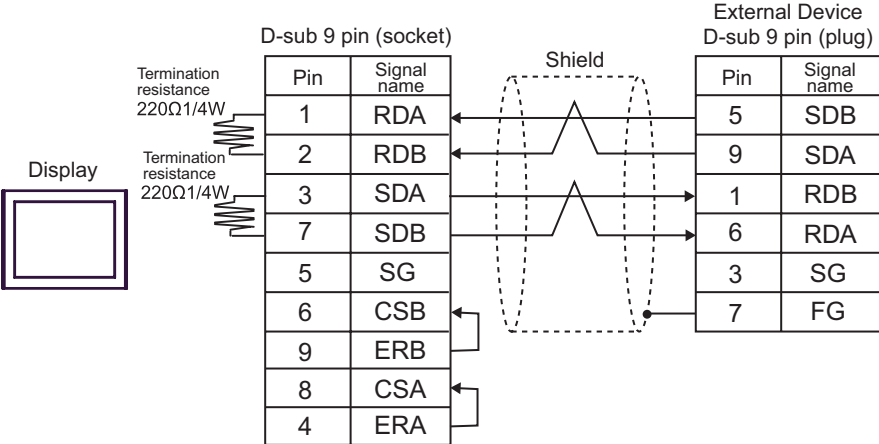 External Device
D-sub 9 pin (socket)
D-sub 9 pin (plug)
Shield
Termination
resistance
220Ω1/4W
Termination
resistance
220Ω1/4W
Display
Pin Signal name
1 RDA
2 RDB
3 SDA
7 SDB
5 SG
6 CSB
9 ERB
8 CSA
4 ERA
Pin Signal name
5 SDB
9 SDA
1 RDB
6 RDA
3 SG
7 FG